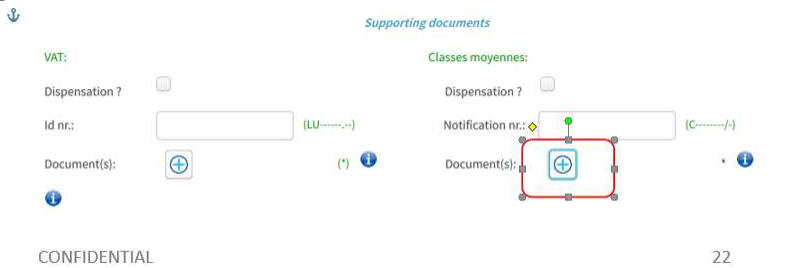 Supporting documents
VAT:
Classes moyennes:
Dispensation ?
Dispensation ?
Id nr.:
(LU------.--)
Notification nr.:
(C--------/-)
Document(s):
(*)
Document(s):
*
CONFIDENTIAL
22